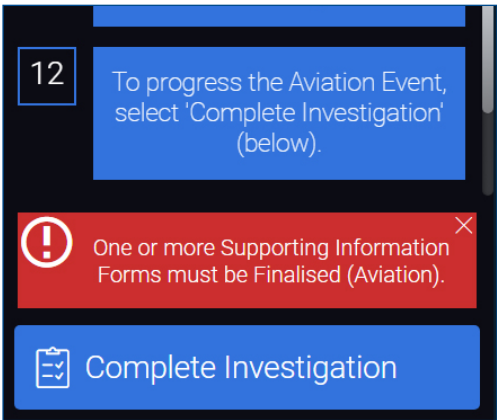 12
To progress the Aviation Event,
select 'Complete Investigation'
(below).
One or more Supporting Information
Forms must be Finalised (Aviation).
Complete Investigation